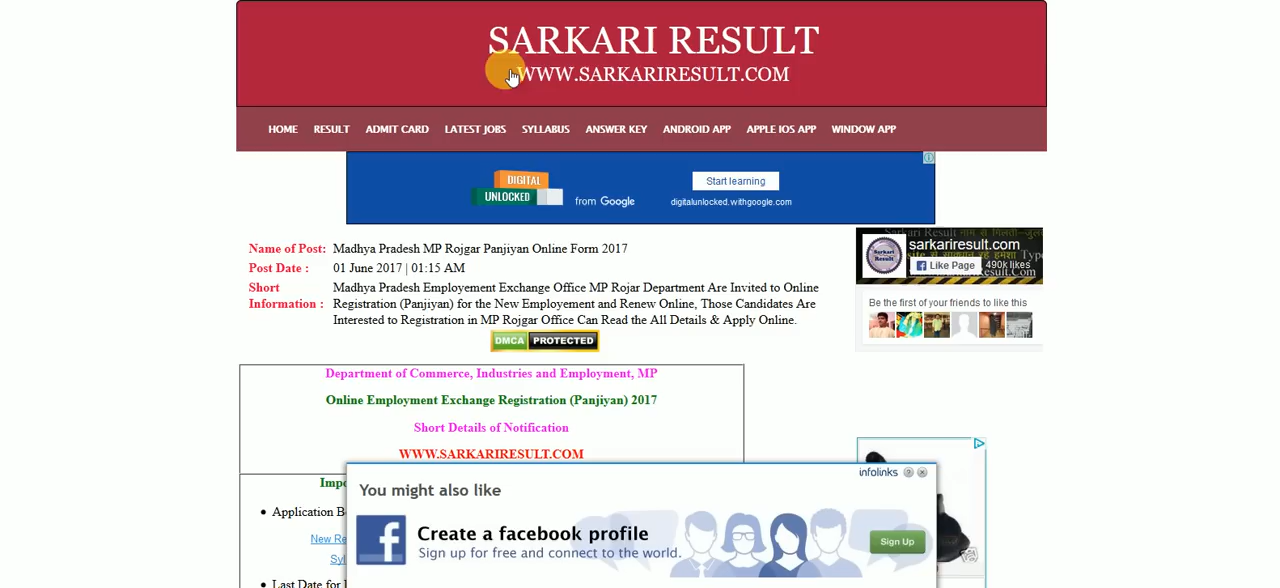 SARKARI RESULT
WWW.SARKARIRESULT.COM
HOME RESULT ADMIT CARD LATEST JOBS SYLLABUS ANSWER KEY ANDROID APP APPLE IOS APP WINDOW APP
DIGITAL
UNLOCKED
from Google
Start learning
digitalunlocked.withgoogle.com
Name of Post: Madhya Pradesh MP Rojgar Panjiyan Online Form 2017
Post Date : 01 June 2017 | 01:15 AM
Short Information : Madhya Pradesh Employement Exchange Office MP Rojar Department Are Invited to Online
Registration (Panjiyan) for the New Employement and Renew Online, Those Candidates Are
Interested to Registration in MP Rojgar Office Can Read the All Details & Apply Online.
DMCA PROTECTED
sarkariresult.com
Like Page 490k likes
Be the first of your friends to like this
Department of Commerce, Industries and Employment, MP
Online Employment Exchange Registration (Panjiyan) 2017
Short Details of Notification
WWW.SARKARIRESULT.COM
Impo
Application B
New Re
Syl
Last Date for
infolinks
You might also like
Create a facebook profile
Sign up for free and connect to the world.
Sign Up